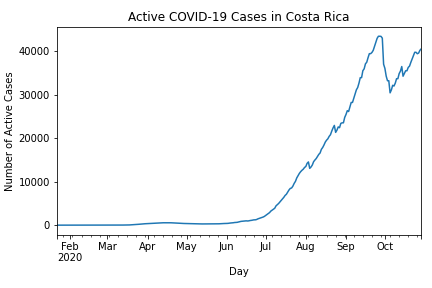 Active COVID-19 Cases in Costa Rica
Number of Active Cases
40000
30000
20000
10000
0
Feb Mar Apr May Jun Jul Aug Sep Oct
2020
Day